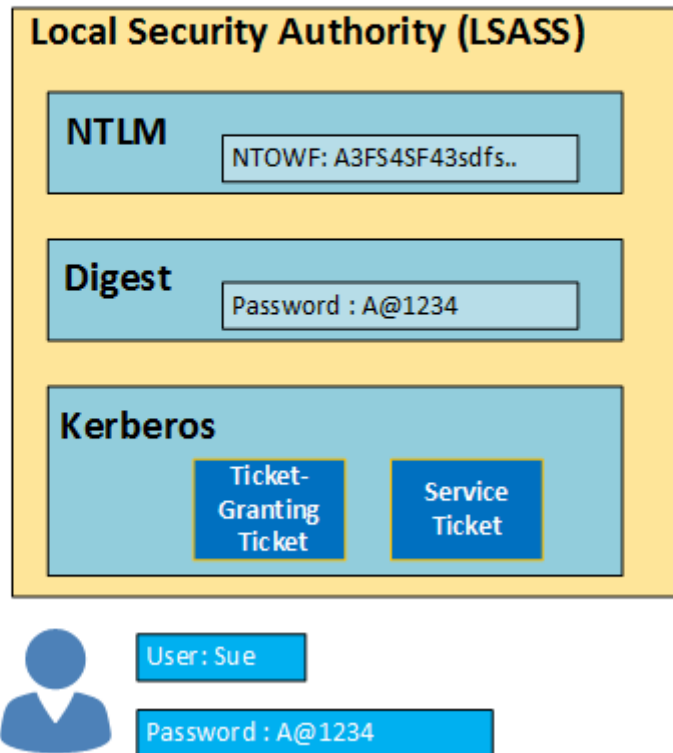 Local Security Authority (LSASS)
NTLM
NTOWF: A3FS4SF43sdfs..
Digest
Password : A@1234
Kerberos
Ticket-
Granting
Ticket
Service
Ticket
User: Sue
Password : A@1234